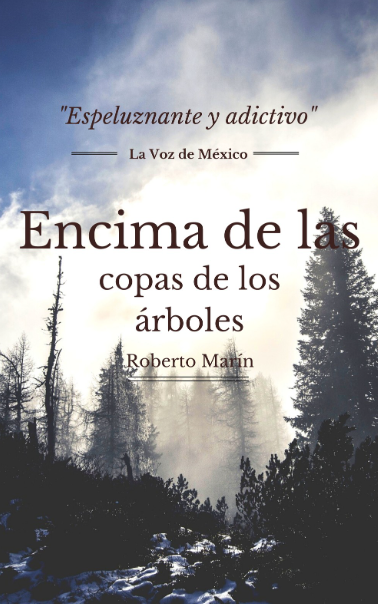 "Espeluznante y adictivo"
La Voz de México
Encima de las
copas de los
árboles
Roberto Marín